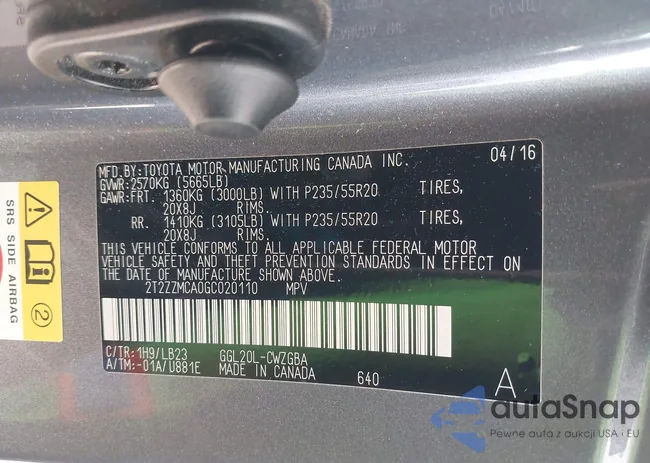 MFD.BY:TOYOTA MOTOR MANUFACTURING CANADA INC. 04/16
GVWR:2570KG (5665LB)
GAWR:FRT. 1360KG (3000LB) WITH P235/55R20 TIRES,
20X8J RIMS
RR. 1410KG (3105LB) WITH P235/55R20 TIRES,
20X8J RIMS
THIS VEHICLE CONFORMS TO ALL APPLICABLE FEDERAL MOTOR
VEHICLE SAFETY AND THEFT PREVENTION STANDARDS IN EFFECT ON
THE DATE OF MANUFACTURE SHOWN ABOVE.
2T2ZZMCA0GC020110 MPV
C/TR: 1H9/LB23 GGL20L-CWZGBA
A/TM:-01A/U881E MADE IN CANADA 640 A
SRS SIDE AIRBAG
2
autaSnap
Pewne auta z aukcji USA i EU